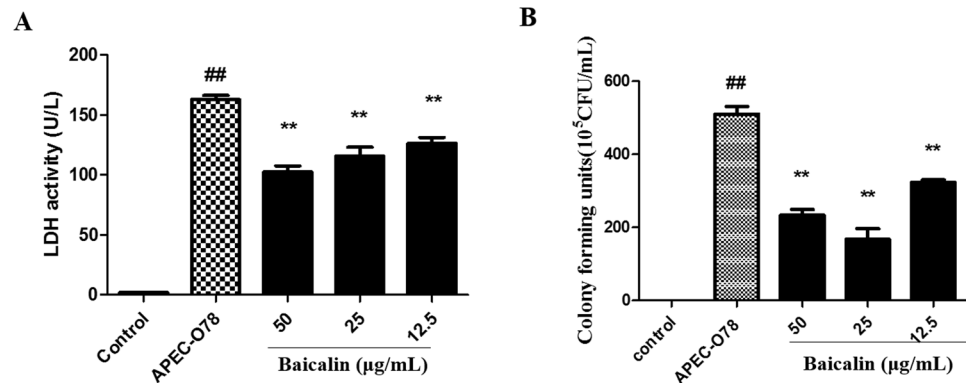 A
LDH activity (U/L)
200
150
100
50
0
##
**
**
**
Control
APEC-O78
50
25
12.5
Baicalin (μg/mL)
B
Colony forming units(10⁵CFU/mL)
600
400
200
0
##
**
**
**
control
APEC-O78
50
25
12.5
Baicalin (μg/mL)